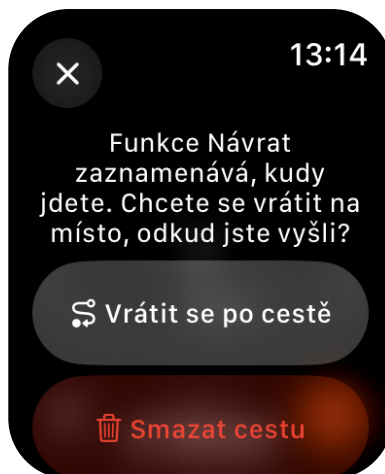 13:14
Funkce Návrat
zaznamenává, kudy
jdete. Chcete se vrátit na
místo, odkud jste vyšli?
Vrátit se po cestě
Smazat cestu